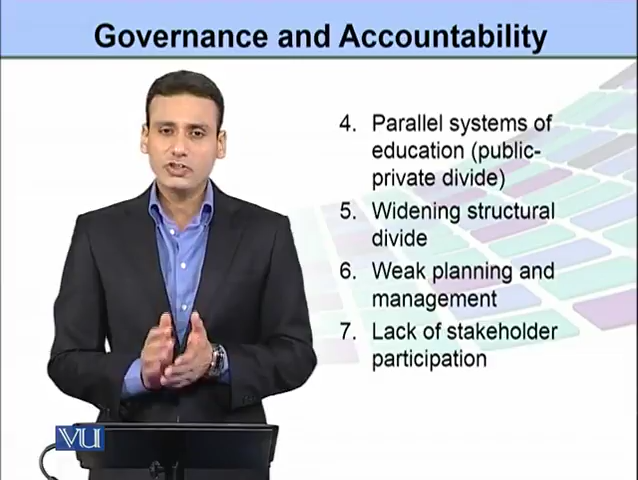 Governance and Accountability
4. Parallel systems of
education (public-
private divide)
5. Widening structural
divide
6. Weak planning and
management
7. Lack of stakeholder
participation
VU